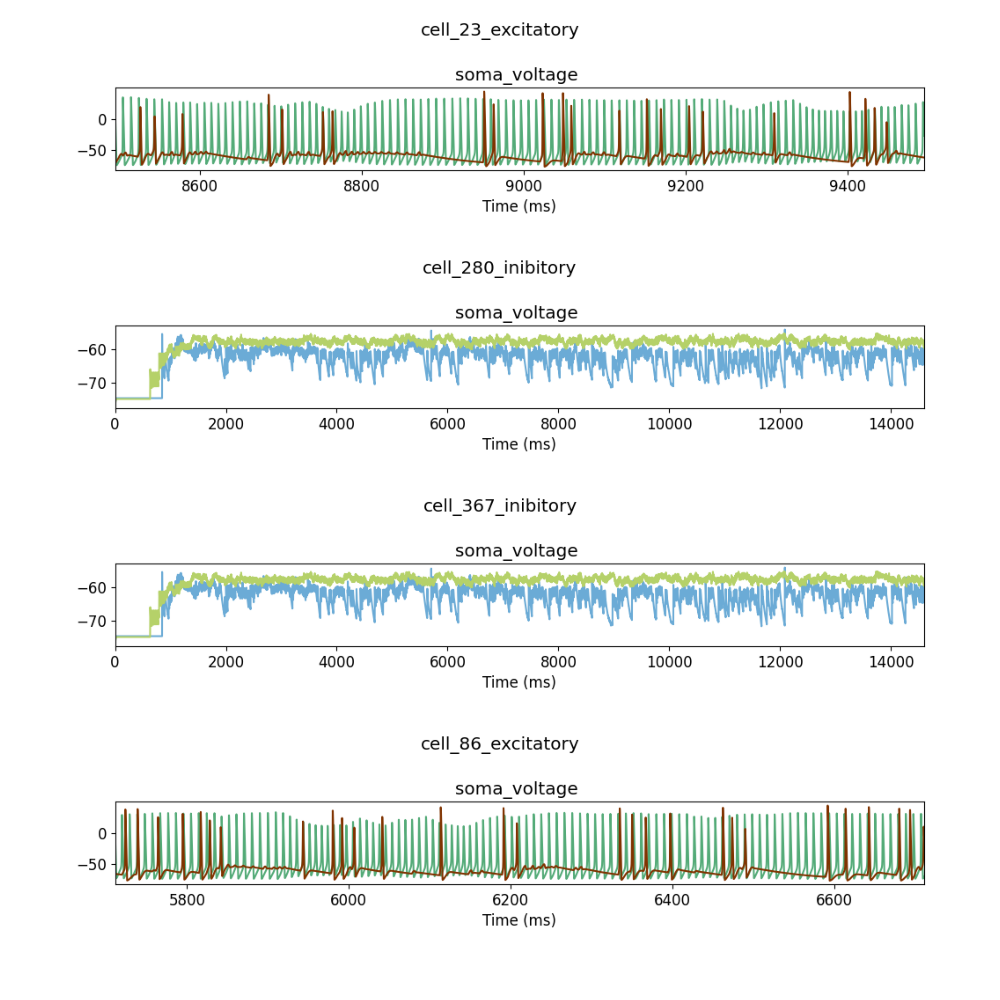 cell_23_excitatory
soma_voltage
0
−50
8600 8800 9000 9200 9400
Time (ms)
cell_280_inibitory
soma_voltage
−60
−70
0 2000 4000 6000 8000 10000 12000 14000
Time (ms)
cell_367_inibitory
soma_voltage
−60
−70
0 2000 4000 6000 8000 10000 12000 14000
Time (ms)
cell_86_excitatory
soma_voltage
0
−50
5800 6000 6200 6400 6600
Time (ms)